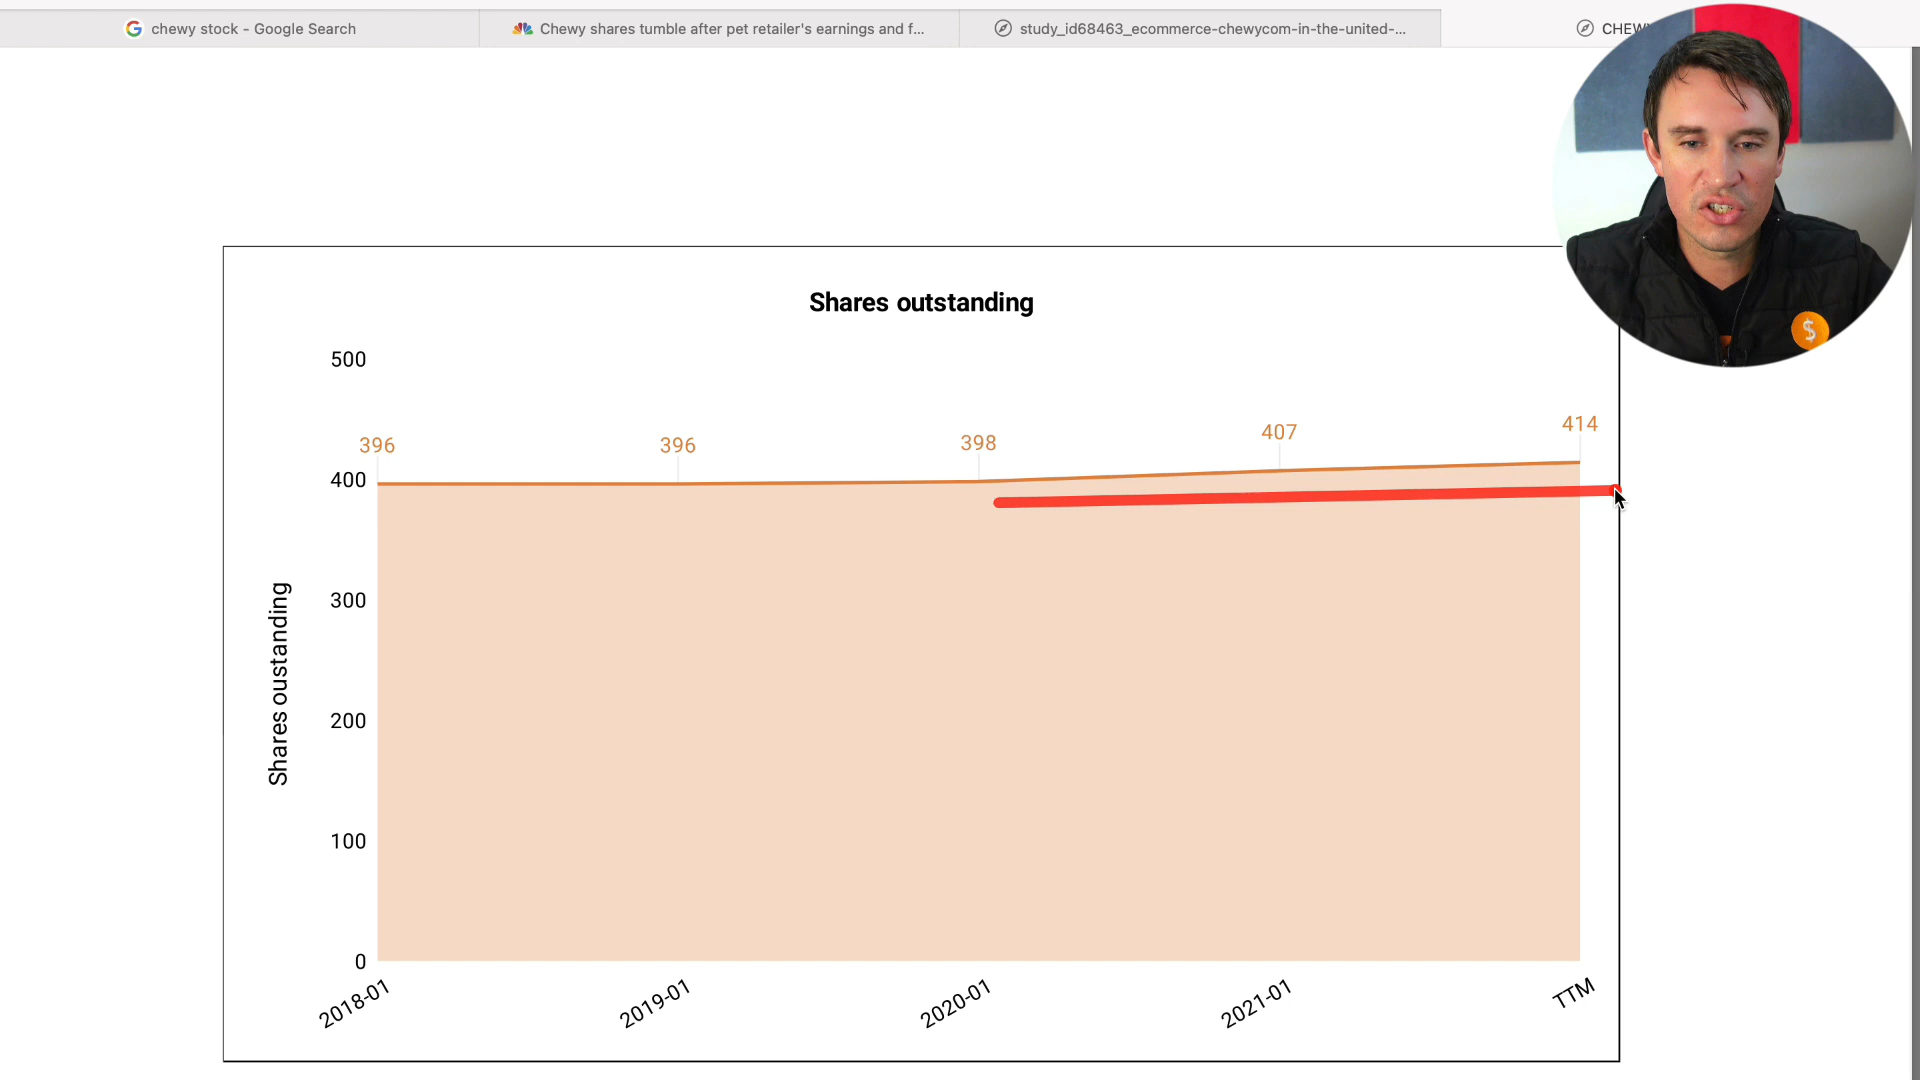 chewy stock - Google Search
Chewy shares tumble after pet retailer's earnings and f...
study_id68463_ecommerce-chewycom-in-the-united-...
Shares outstanding
500
396
396
398
407
414
400
300
Shares oustanding
200
100
0
2018-01
2019-01
2020-01
2021-01
TTM
$